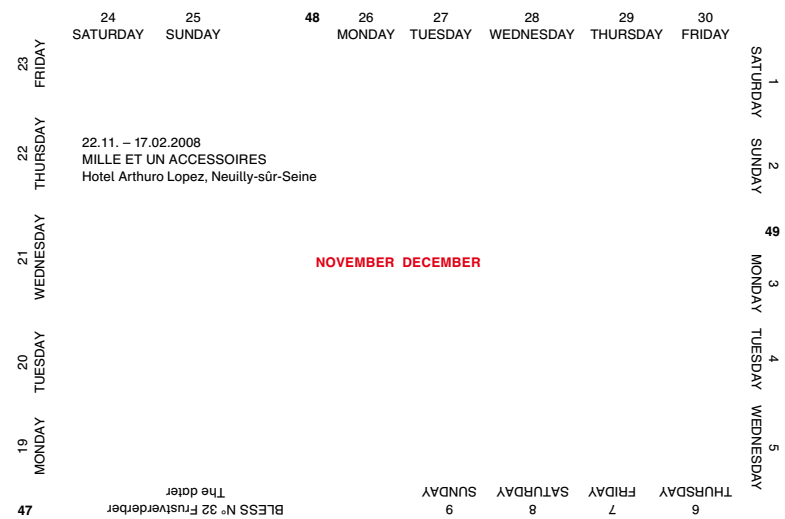 47
19
MONDAY
20
TUESDAY
21
WEDNESDAY
22
THURSDAY
23
FRIDAY
24
SATURDAY
25
SUNDAY
48
26
MONDAY
27
TUESDAY
28
WEDNESDAY
29
THURSDAY
30
FRIDAY
1
SATURDAY
2
SUNDAY
49
3
MONDAY
4
TUESDAY
5
WEDNESDAY
6
THURSDAY
7
FRIDAY
8
SATURDAY
9
SUNDAY
BLESS N° 32 Frustverderber
The dater
22.11. – 17.02.2008
MILLE ET UN ACCESSOIRES
Hotel Arthuro Lopez, Neuilly-sûr-Seine
NOVEMBER DECEMBER